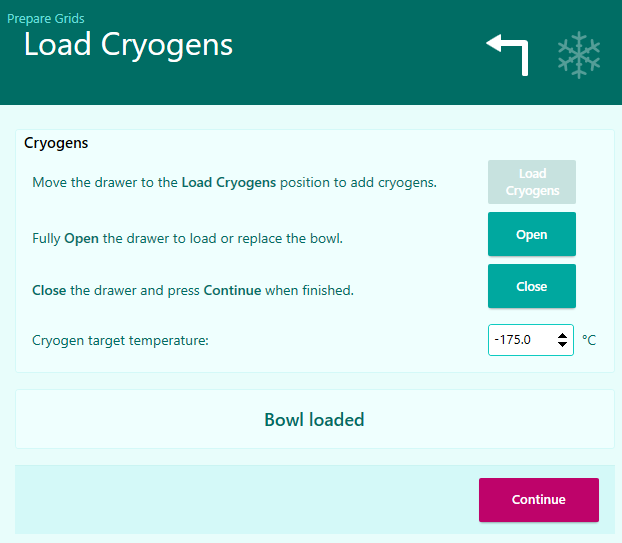 Prepare Grids
Load Cryogens
Cryogens
Move the drawer to the Load Cryogens position to add cryogens.
Load
Cryogens
Fully Open the drawer to load or replace the bowl.
Open
Close the drawer and press Continue when finished.
Close
Cryogen target temperature:
-175.0
°C
Bowl loaded
Continue